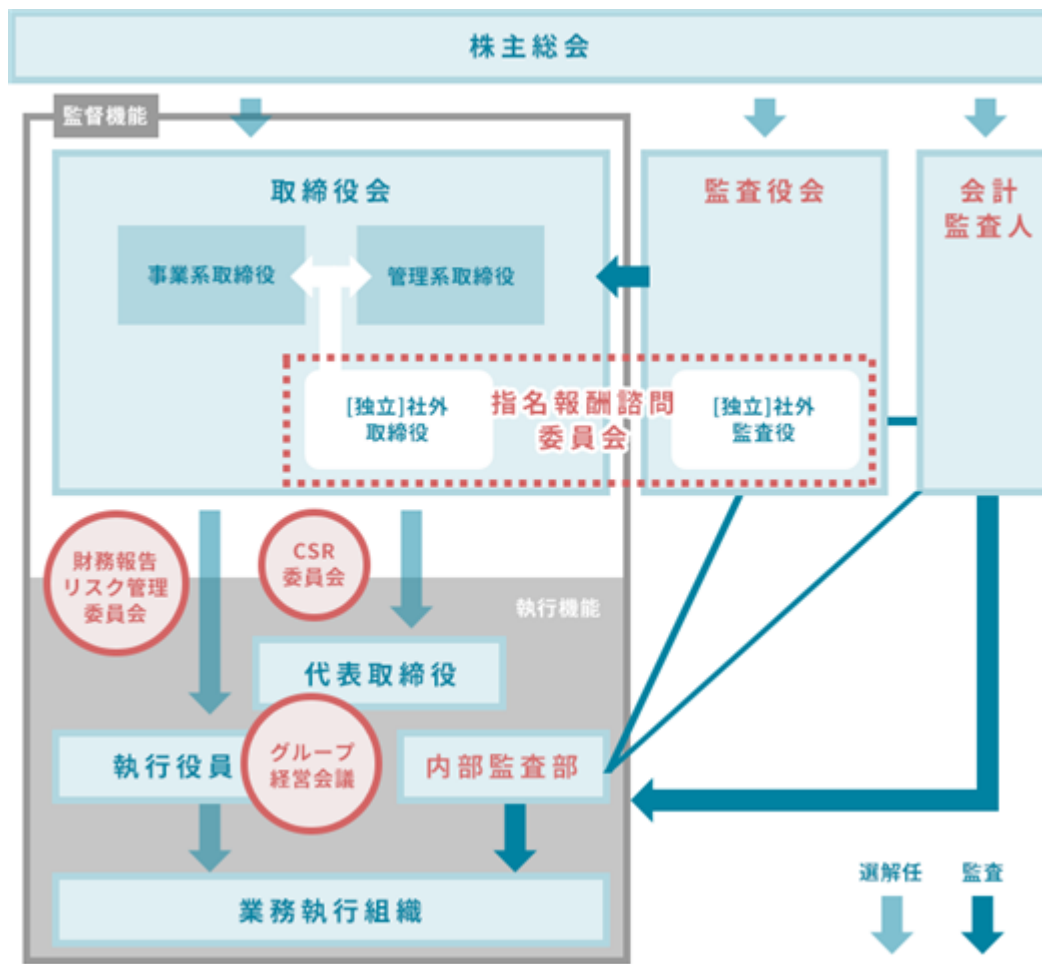 株主総会
監督機能
取締役会
監査役会
会計
監査人
事業系取締役
管理系取締役
[独立]社外
取締役
指名報酬諮問
委員会
[独立]社外
監査役
財務報告
リスク管理
委員会
CSR
委員会
執行機能
代表取締役
執行役員
グループ
経営会議
内部監査部
業務執行組織
選解任
監査